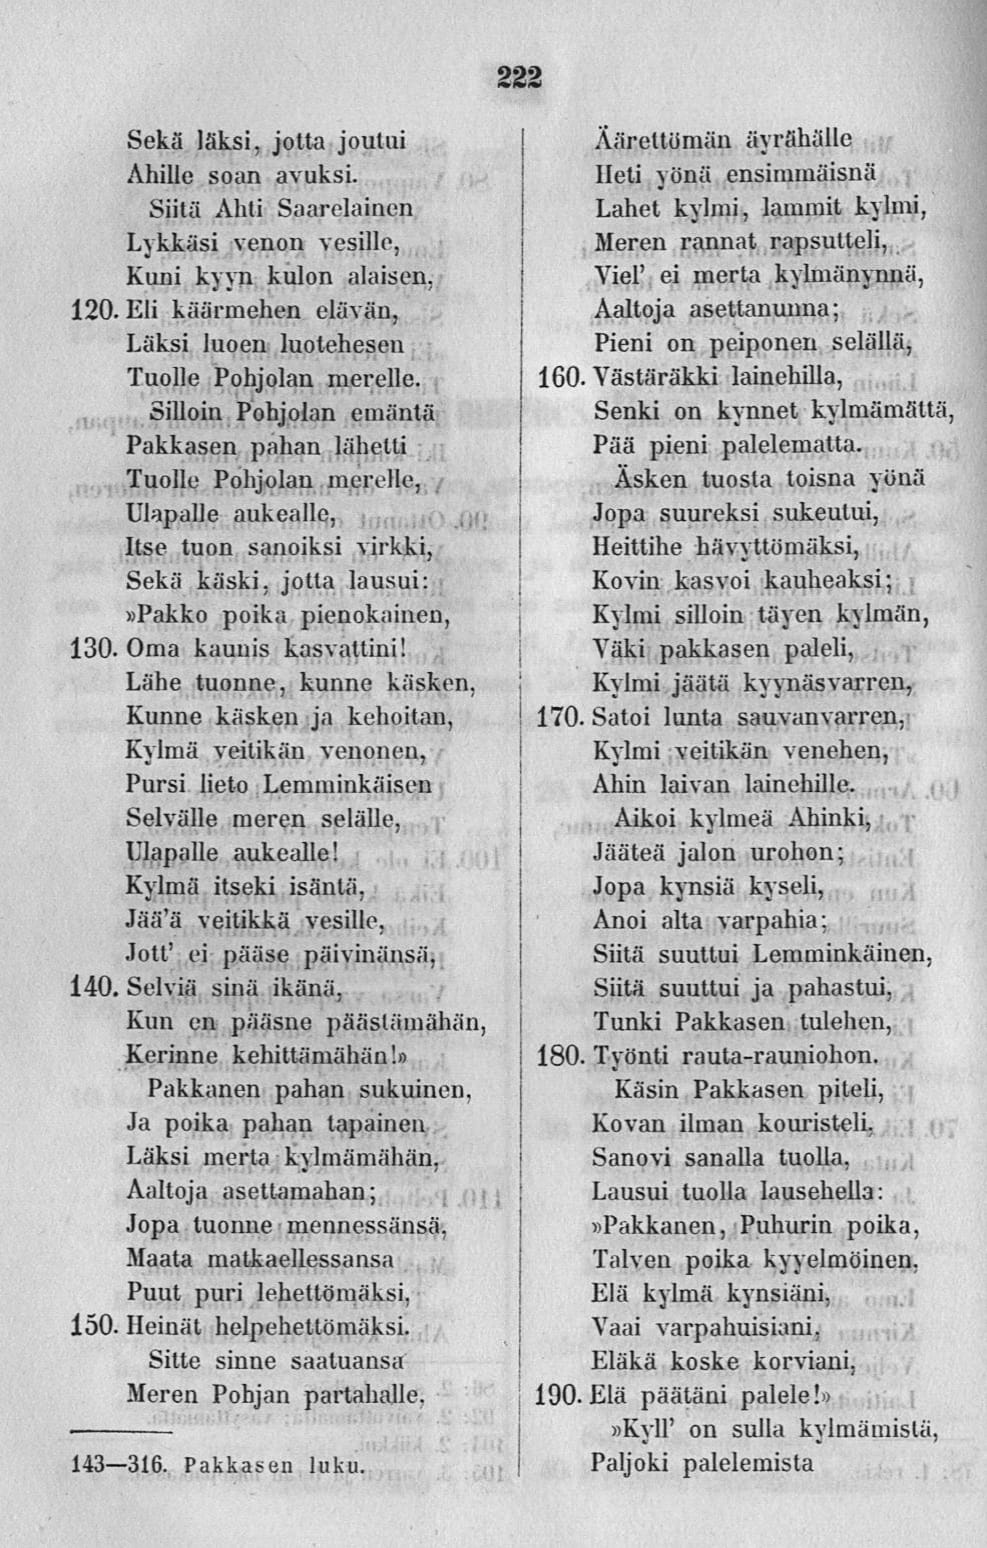 222
Sekä läksi, jotta joutui
Ahille soan avuksi.
Siitä Ahti Saarelainen
Lykkäsi venon vesille,
Kuni kyyn kulon alaisen,
120. Eli käärmehen elävän,
Läksi luoen luotehesen
Tuolle Pohjolan merelle.
Silloin Pohjolan emäntä
Pakkasen pahan lähetti
Tuolle Pohjolan merelle,
Ulapalle aukealle,
Itse tuon sanoiksi virkki,
Sekä käski, jotta lausui:
»Pakko poika pienokainen,
130. Oma kaunis kasvattini!
Lähe tuonne, kunne käsken,
Kunne käsken ja kehoitan,
Kylmä veitikän venonen,
Pursi lieto Lemminkäisen
Selvälle meren selälle,
Ulapalle aukealle!
Kylmä itseki isäntä,
Jää'ä veitikkä vesille,
Jott' ei pääse päivinänsä,
140. Selviä sinä ikänä,
Kun en pääsne päästämähän,
Kerinne kehittämähän!»
Pakkanen pahan sukuinen,
Ja poika pahan tapainen
Läksi merta kylmämähän,
Aaltoja asettamahan;
Jopa tuonne mennessänsä,
Maata matkaellessansa
Puut puri lehettömäksi,
150. Heinät helpehettömäksi.
Sitte sinne saatuansa
Meren Pohjan partahalle,
143—316. Pakkasen luku.
Äärettömän äyrähälle
Heti yönä ensimmäisnä
Lahet kylmi, lammit kylmi,
Meren rannat rapsutteli,
Viel' ei merta kylmänynnä,
Aaltoja asettanunna;
Pieni on peiponen selällä,
160. Västäräkki lainehilla,
Senki on kynnet kylmämättä,
Pää pieni palelematta.
Äsken tuosta toisna yönä
Jopa suureksi sukeutui,
Heittihe hävyttömäksi,
Kovin kasvoi kauheaksi;
Kylmi silloin täyen kylmän,
Väki pakkasen paleli,
Kylmi jäätä kyynäsvarren,
170. Satoi lunta sauvanvarren,
Kylmi veitikän venehen,
Ahin laivan lainehille.
Aikoi kylmeä Ahinki,
Jääteä jalon urohon;
Jopa kynsiä kyseli,
Anoi alta varpahia;
Siitä suuttui Lemminkäinen,
Siitä suuttui ja pahastui,
Tunki Pakkasen tulehen,
180. Työnti rauta-rauniohon.
Käsin Pakkasen piteli,
Kovan ilman kouristeli,
Sanovi sanalla tuolla,
Lausui tuolla lausehella:
»Pakkanen, Puhurin poika,
Talven poika kyyelmöinen,
Elä kylmä kynsiäni,
Vaai varpahuisiani,
Eläkä koske korviani,
190. Elä päätäni palele!»
»Kyll' on sulla kylmämistä,
Paljoki palelemista